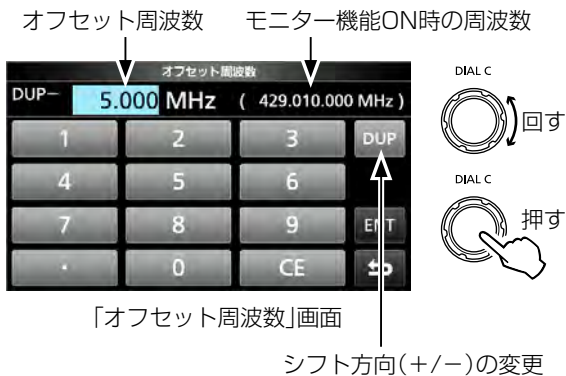 オフセット周波数 モニター機能ON時の周波数
オフセット周波数
DUP− 5.000 MHz ( 429.010.000 MHz )
1 2 3 DUP
4 5 6
7 8 9 ENT
・ 0 CE
DIAL C
回す
DIAL C
押す
「オフセット周波数」画面
シフト方向(+/−)の変更